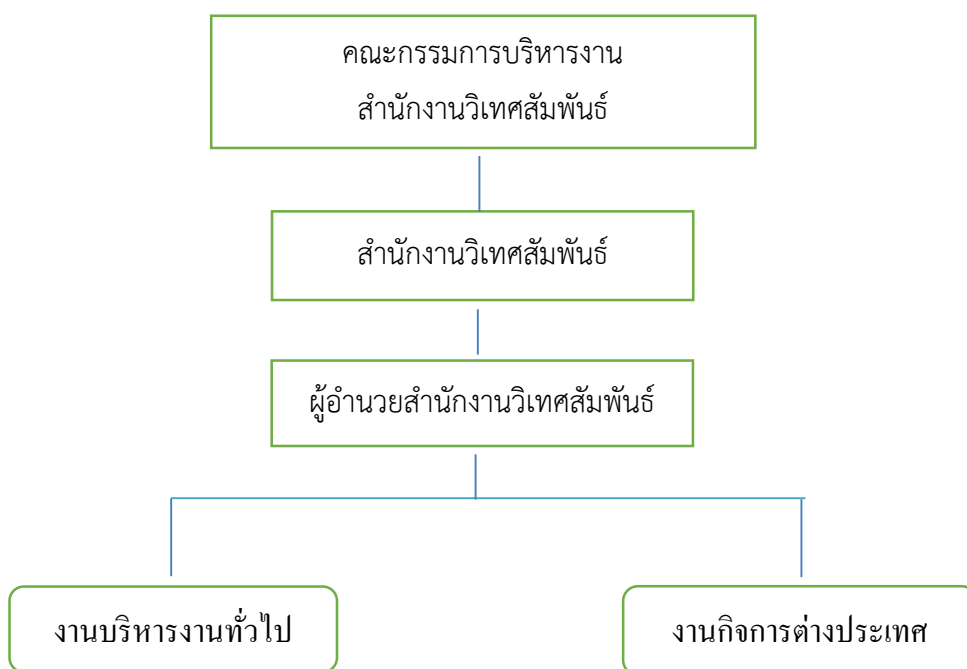 คณะกรรมการบริหารงาน
สำนักงานวิเทศสัมพันธ์
สำนักงานวิเทศสัมพันธ์
ผู้อำนวยสำนักงานวิเทศสัมพันธ์
งานบริหารงานทั่วไป
งานกิจการต่างประเทศ